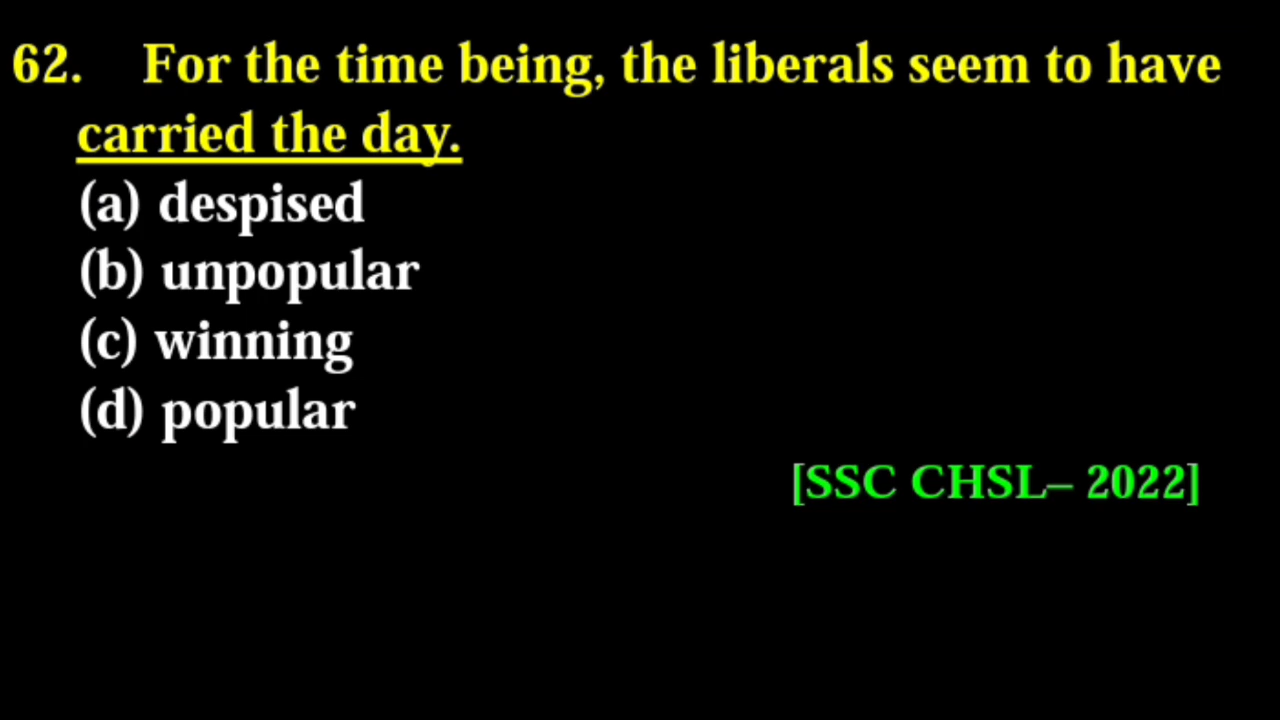 62. For the time being, the liberals seem to have
carried the day.
(a) despised
(b) unpopular
(c) winning
(d) popular
[SSC CHSL– 2022]